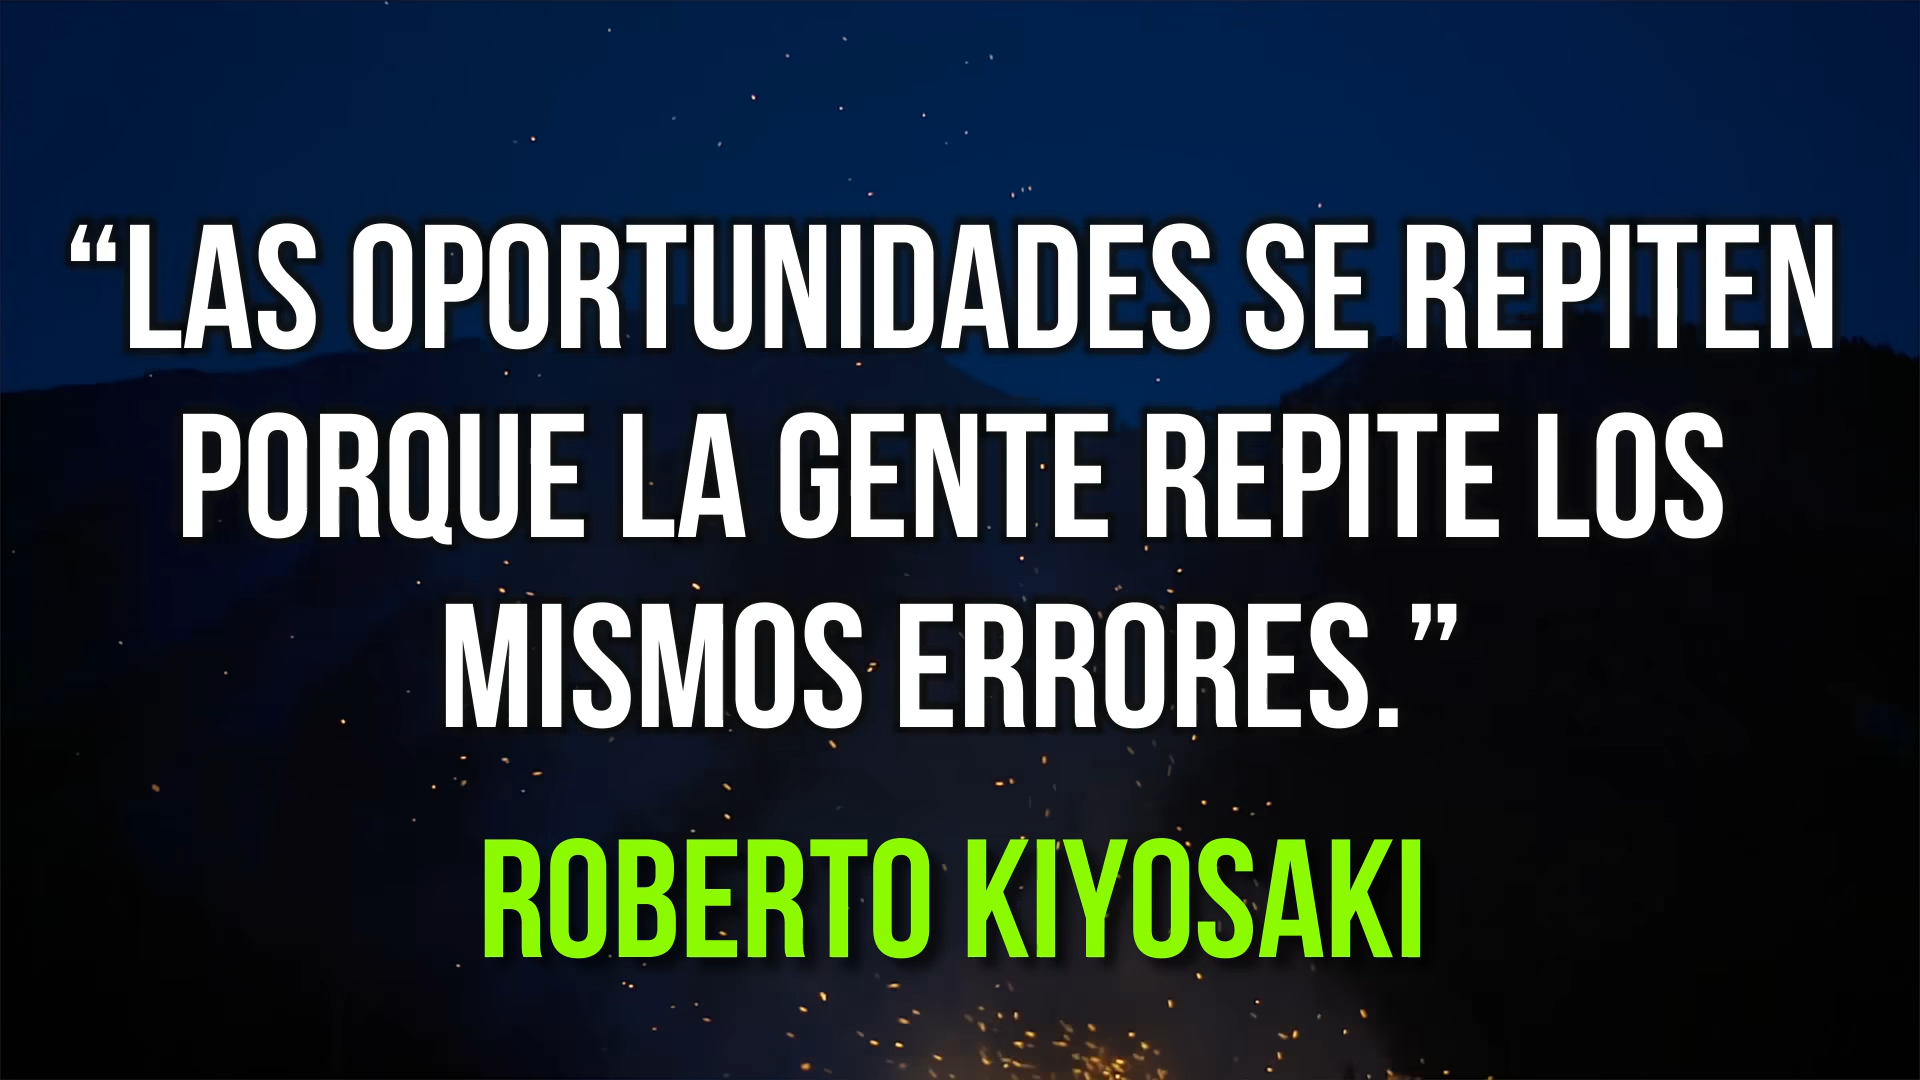 “LAS OPORTUNIDADES SE REPITEN
PORQUE LA GENTE REPITE LOS
MISMOS ERRORES.”
ROBERTO KIYOSAKI